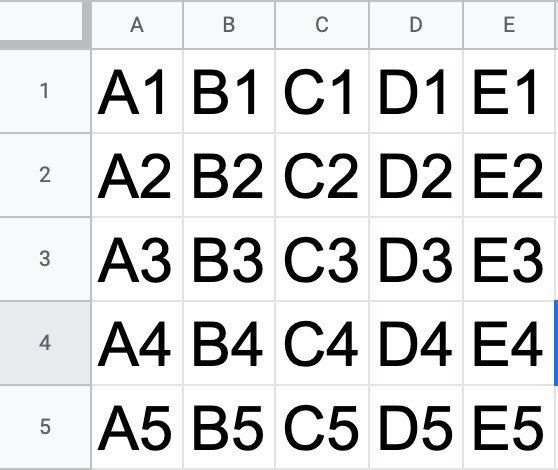 A B C D E
1 A1 B1 C1 D1 E1
2 A2 B2 C2 D2 E2
3 A3 B3 C3 D3 E3
4 A4 B4 C4 D4 E4
5 A5 B5 C5 D5 E5